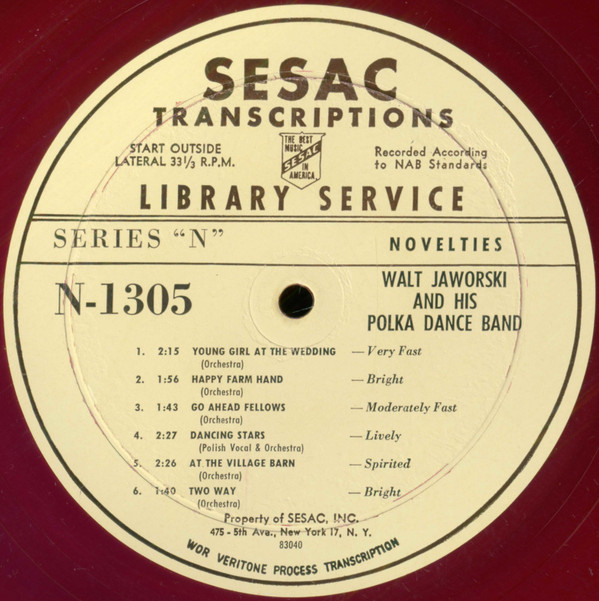 SESAC
TRANSCRIPTIONS
START OUTSIDE
LATERAL 33 1/3 R.P.M.
THE BEST
MUSIC
SESAC
IN
AMERICA
Recorded According
to NAB Standards
LIBRARY SERVICE
SERIES “N”
NOVELTIES
N-1305
WALT JAWORSKI
AND HIS
POLKA DANCE BAND
1. 2:15 YOUNG GIRL AT THE WEDDING — Very Fast
(Orchestra)
2. 1:56 HAPPY FARM HAND — Bright
(Orchestra)
3. 1:43 GO AHEAD FELLOWS — Moderately Fast
(Orchestra)
4. 2:27 DANCING STARS — Lively
(Polish Vocal & Orchestra)
5. 2:26 AT THE VILLAGE BARN — Spirited
(Orchestra)
6. 1:40 TWO WAY — Bright
(Orchestra)
Property of SESAC, INC.
475 - 5th Ave., New York 17, N. Y.
83040
WOR VERITONE PROCESS TRANSCRIPTION